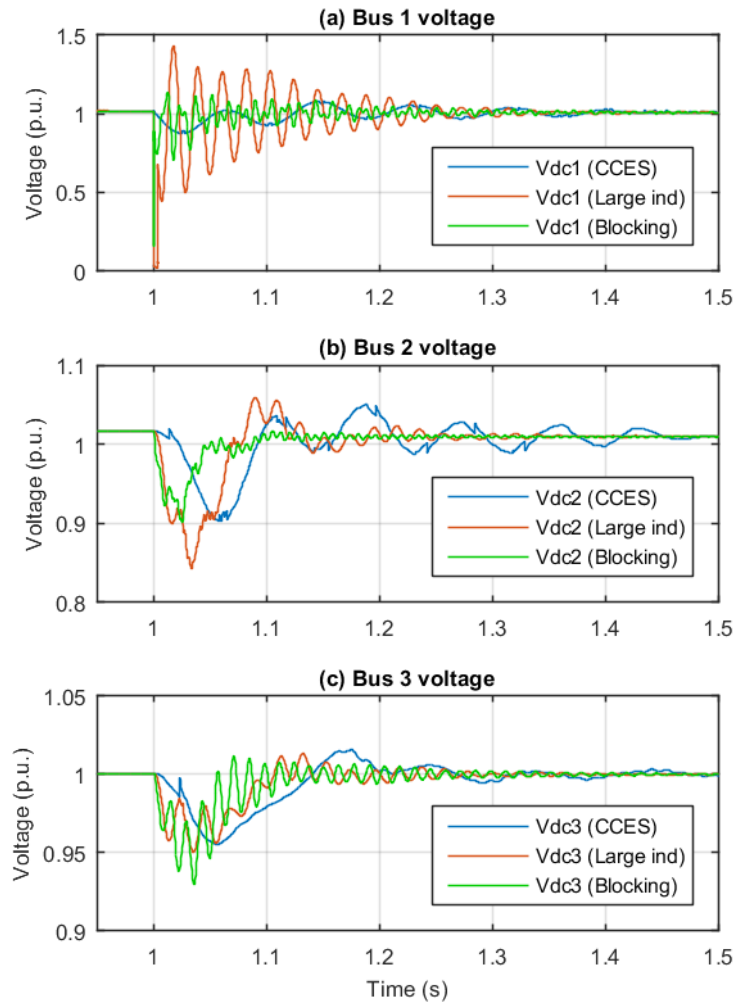 (a) Bus 1 voltage
Voltage (p.u.)
1.5
1
0.5
0
Vdc1 (CCES)
Vdc1 (Large ind)
Vdc1 (Blocking)
1 1.1 1.2 1.3 1.4 1.5
(b) Bus 2 voltage
Voltage (p.u.)
1.1
1
0.9
0.8
Vdc2 (CCES)
Vdc2 (Large ind)
Vdc2 (Blocking)
1 1.1 1.2 1.3 1.4 1.5
(c) Bus 3 voltage
Voltage (p.u.)
1.05
1
0.95
0.9
Vdc3 (CCES)
Vdc3 (Large ind)
Vdc3 (Blocking)
1 1.1 1.2 1.3 1.4 1.5
Time (s)